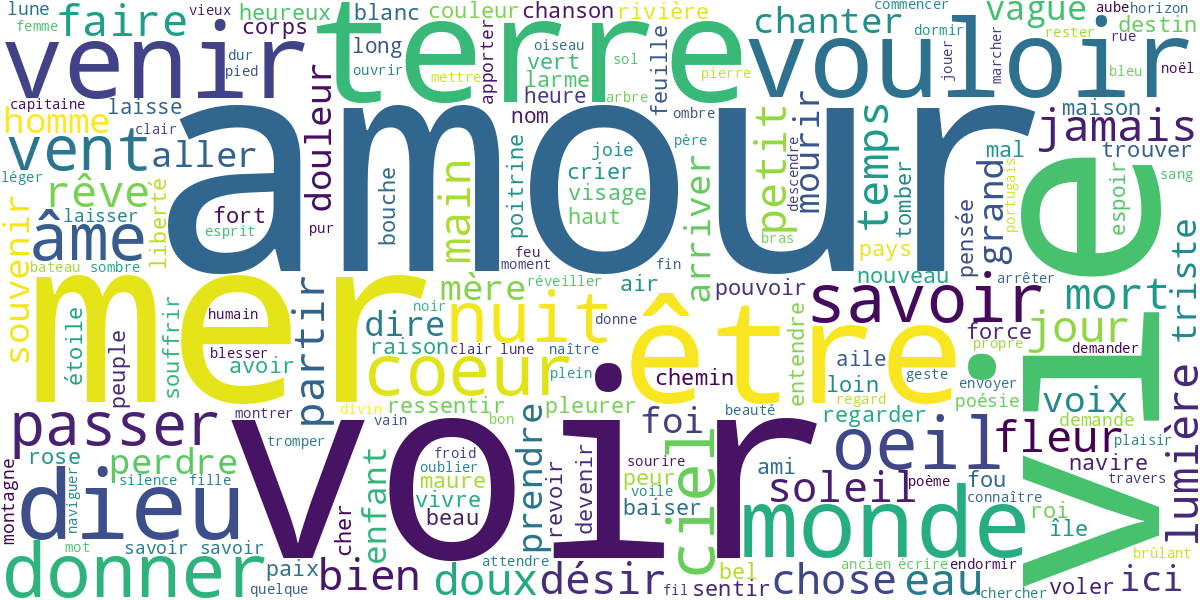 lune
vieux
heureux
blanc
couleur
chanson
rivière
commencer
aube
horizon
femme
faire
corps
chanter
dormir
vague
rester
rue
destin
venir
terre
vouloir
long
ouvrir
dur
pied
mettre
apporter
oiseau
vert
sol
larme
heure
arbre
feuille
pierre
jouer
marcher
bleu
noël
capitaine
laisse
homme
clair
vent
aller
douleur
nom
ombre
père
maison
jamais
mal
trouver
léger
rêve
liberté
laisser
âme
fort
esprit
pur
amour
bouche
main
poitrine
joie
crier
visage
haut
petit
descendre
mourir
temps
tomber
grand
portugais
pensée
espoir
sang
vie
souvenir
bateau
sombre
feu
moment
fin
bras
arriver
pays
nouveau
arrêter
triste
mer
étoile
peuple
souffrir
humain
blesser
avoir
partir
mère
réveiller
air
pouvoir
savoir
mort
noir
nuit
donne
dire
raison
clair lune
naître
coeur
plein
être
chemin
entendre
aile
loin
regard
geste
force
propre
envoyer
poésie
jour
demander
voix
demande
lumière
passer
montrer
divin
vain
ressentir
bon
pleurer
foi
beauté
regarder
oeil
fleur
plaisir
rose
perdre
tromper
voir
froid
oublier
maure
vivre
beau
prendre
revoir
devenir
sourire
peur
voile
baiser
ciel
ami
soleil
poème
fou
connaître
navire
travers
roi
île
montagne
silence
fille
dieu
naviguer
mot
savoir savoir
cher
enfant
monde
brûlant
donner
paix
quelque
bien
attendre
doux
désir
fil
sentir
bel
chose
ancien
écrire
eau
endormir
chercher
voler
ici